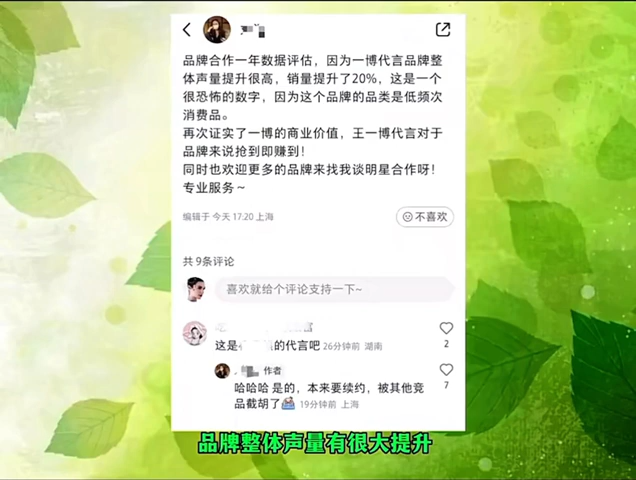 品牌合作一年数据评估，因为一博代言品牌整
体声量提升很高，销量提升了20%，这是一个
很恐怖的数字，因为这个品牌的品类是低频次
消费品。
再次证实了一博的商业价值，王一博代言对于
品牌来说抢到即赚到！
同时也欢迎更多的品牌来找我谈明星合作呀！
专业服务～
编辑于 今天 17:20 上海
不喜欢
共 9条评论
喜欢就给个评论支持一下~
这是
的代言吧 26分钟前 湖南
2
作者
哈哈哈 是的，本来要续约，被其他竞
品截胡了 19分钟前 上海
7
品牌整体声量有很大提升